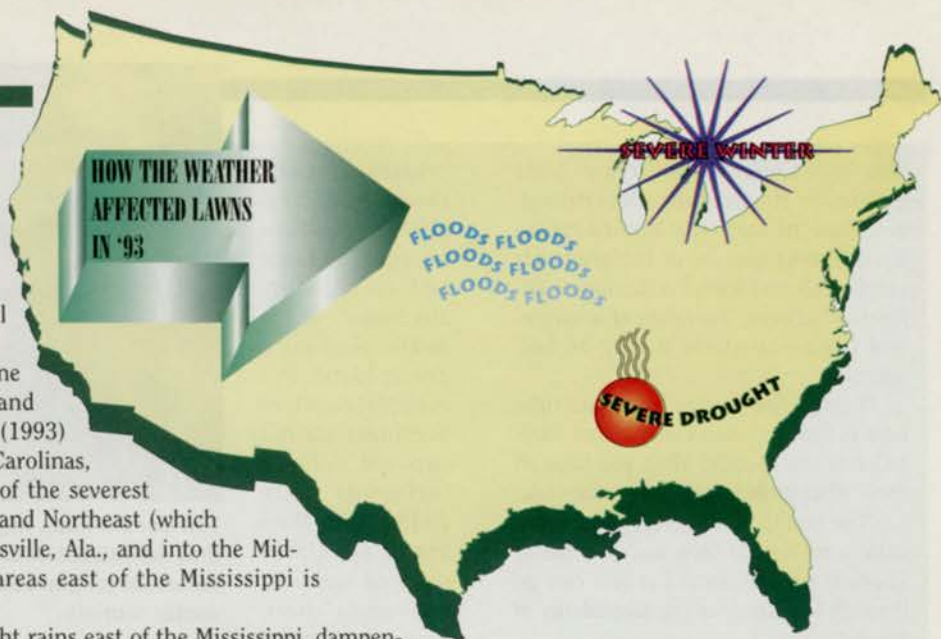 HOW THE WEATHER
AFFECTED LAWNS
IN '93
SEVERE WINTER
FLOODS FLOODS
FLOODS FLOODS
FLOODS FLOODS
SEVERE DROUGHT
l
ne
and
(1993)
Carolinas,
of the severest
and Northeast (which
sville, Ala., and into the Mid-
areas east of the Mississippi is
ht rains east of the Mississippi, dampen-